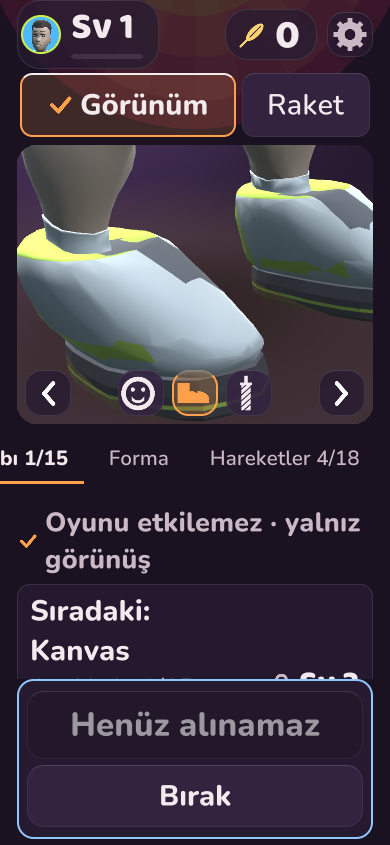 Sv 1
0
Görünüm
Raket
bı 1/15
Forma
Hareketler 4/18
Oyunu etkilemez · yalnız
görünüş
Sıradaki:
Kanvas
Henüz alınamaz
Bırak